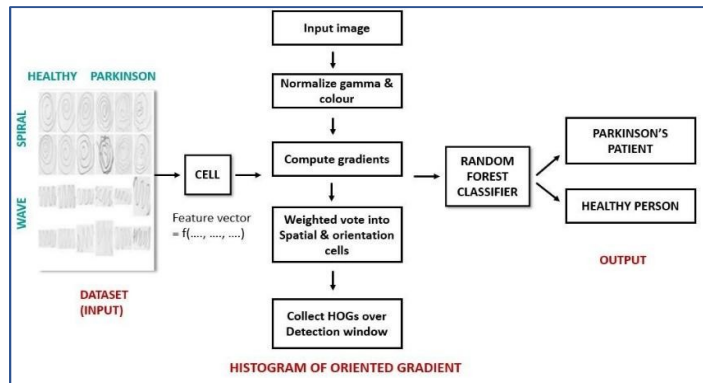 HEALTHY PARKINSON
SPIRAL
WAVE
DATASET
(INPUT)
CELL
Feature vector
= f(...., ...., ....)
Input image
Normalize gamma &
colour
Compute gradients
Weighted vote into
Spatial & orientation
cells
Collect HOGs over
Detection window
HISTOGRAM OF ORIENTED GRADIENT
RANDOM
FOREST
CLASSIFIER
PARKINSON'S
PATIENT
HEALTHY PERSON
OUTPUT